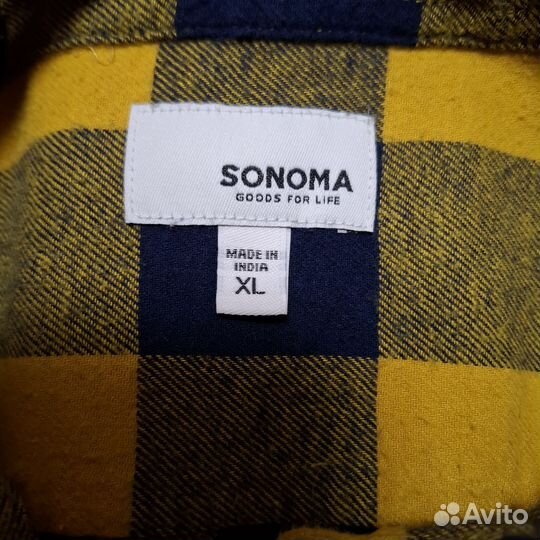 SONOMA
GOODS FOR LIFE
MADE IN
INDIA
XL
Avito